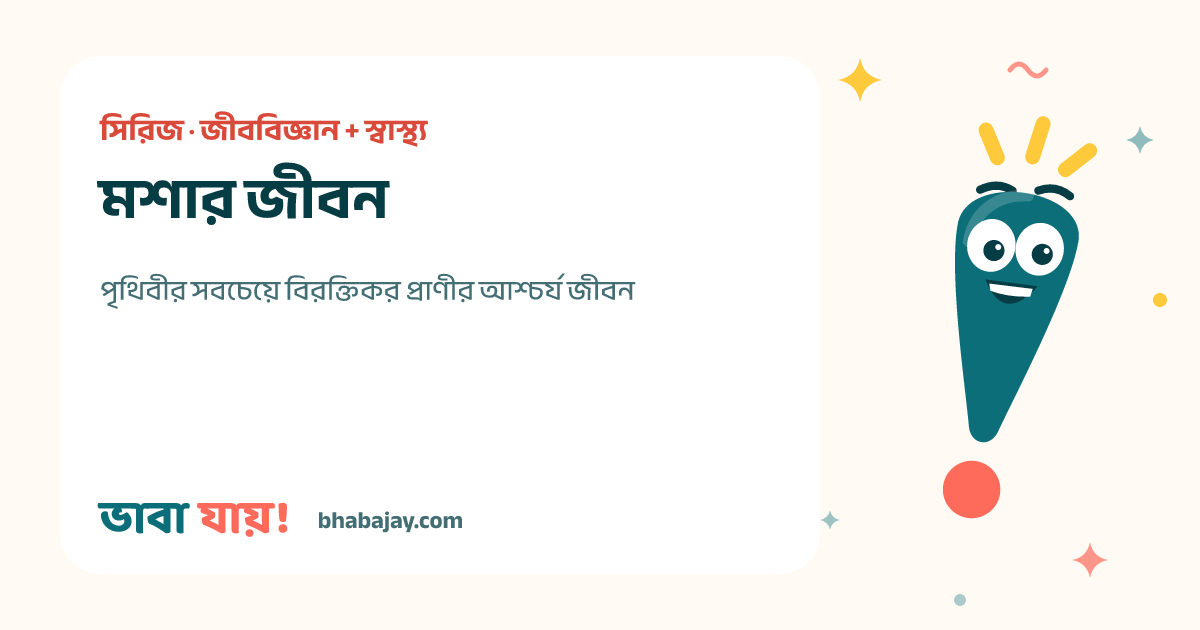 সিরিজ · জীববিজ্ঞান + স্বাস্থ্য
মশার জীবন
পৃথিবীর সবচেয়ে বিরক্তিকর প্রাণীর আশ্চর্য জীবন
ভাবা যায়! bhabajay.com